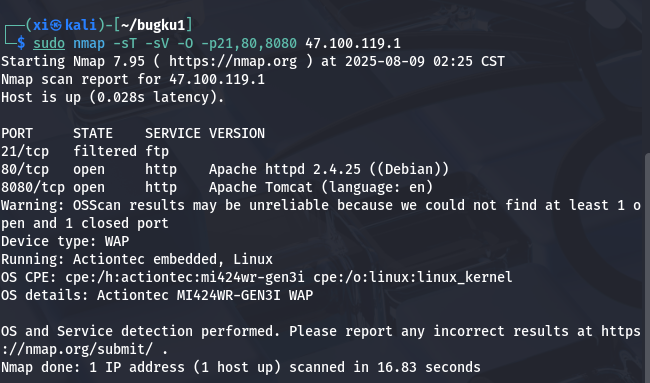 ┌──(xi㉿kali)-[~/bugku1]
└─$ sudo nmap -sT -sV -O -p21,80,8080 47.100.119.1
Starting Nmap 7.95 ( https://nmap.org ) at 2025-08-09 02:25 CST
Nmap scan report for 47.100.119.1
Host is up (0.028s latency).

PORT     STATE    SERVICE VERSION
21/tcp   filtered ftp
80/tcp   open     http    Apache httpd 2.4.25 ((Debian))
8080/tcp open     http    Apache Tomcat (language: en)
Warning: OSScan results may be unreliable because we could not find at least 1 o
pen and 1 closed port
Device type: WAP
Running: Actiontec embedded, Linux
OS CPE: cpe:/h:actiontec:mi424wr-gen3i cpe:/o:linux:linux_kernel
OS details: Actiontec MI424WR-GEN3I WAP

OS and Service detection performed. Please report any incorrect results at https
://nmap.org/submit/ .
Nmap done: 1 IP address (1 host up) scanned in 16.83 seconds